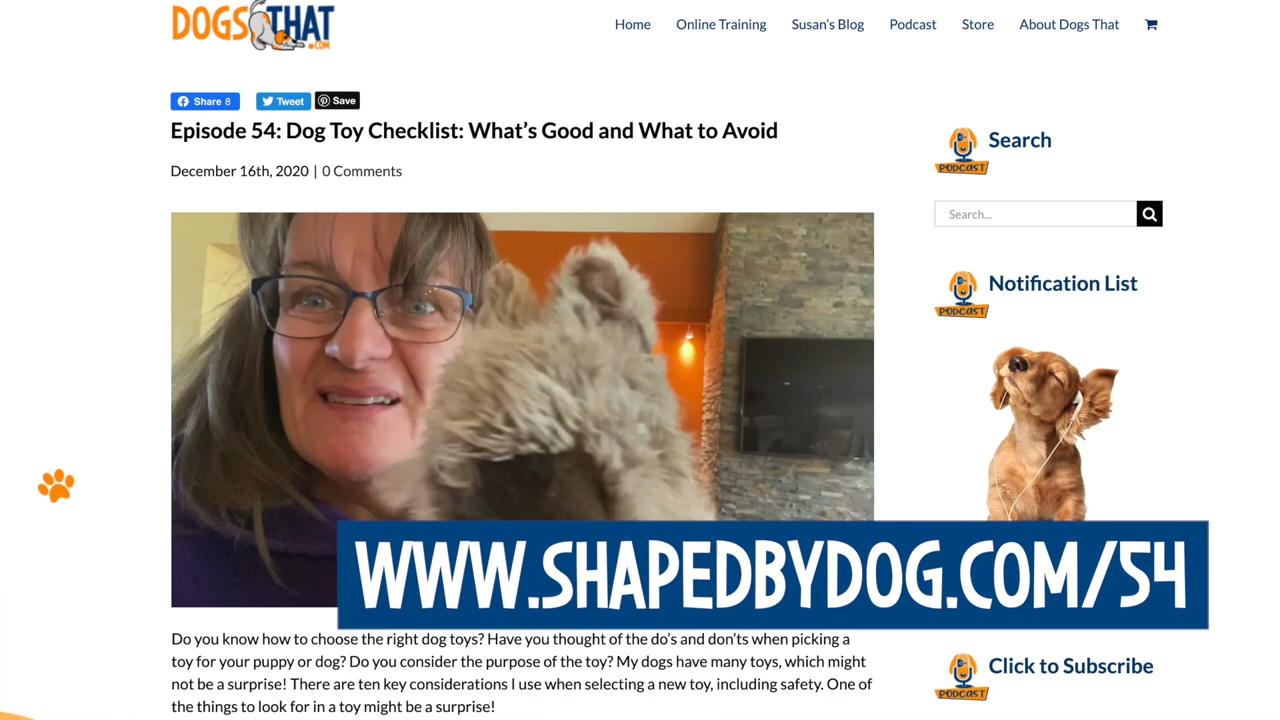 DOGS THAT
.COM
Home Online Training Susan's Blog Podcast Store About Dogs That
Share 8 Tweet Save
Episode 54: Dog Toy Checklist: What's Good and What to Avoid
December 16th, 2020 | 0 Comments
PODCAST
Search
Search...
PODCAST
Notification List
WWW.SHAPEDBYDOG.COM/54
Do you know how to choose the right dog toys? Have you thought of the do's and don'ts when picking a
toy for your puppy or dog? Do you consider the purpose of the toy? My dogs have many toys, which might
not be a surprise! There are ten key considerations I use when selecting a new toy, including safety. One of
the things to look for in a toy might be a surprise!
PODCAST
Click to Subscribe